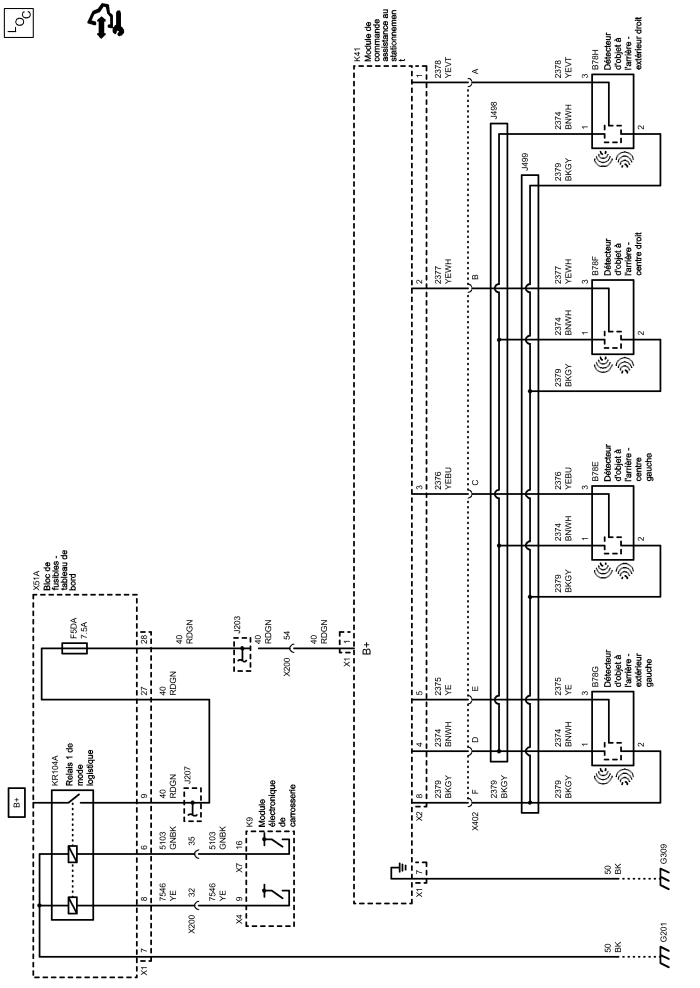 LOC
B+
KR104A
Relais 1 de
mode
logistique
F5DA
7.5A
X51A
Bloc de
fusibles -
tableau de
bord
X1
7
8
6
9
27
28
7546
YE
5103
GNBK
40
RDGN
40
RDGN
40
RDGN
X200
32
35
J207
J203
7546
YE
5103
GNBK
40
RDGN
X4
9
X7
16
K9
Module
électronique
de
carrosserie
X200
54
40
RDGN
X1
1
B+
K41
Module de
commande
assistance au
stationnemen
t
X1
7
X2
8
4
5
3
2
1
2379
BKGY
2374
BNWH
2375
YE
2376
YEBU
2377
YEWH
2378
YEVT
X402
F
D
E
C
B
A
2379
BKGY
J498
J499
2379
BKGY
2374
BNWH
2375
YE
2379
BKGY
2374
BNWH
2376
YEBU
2379
BKGY
2374
BNWH
2377
YEWH
2379
BKGY
2374
BNWH
2378
YEVT
1
3
2
B78G
Détecteur
d'objet à
l'arrière -
extérieur
gauche
1
3
2
B78E
Détecteur
d'objet à
l'arrière -
centre
gauche
1
3
2
B78F
Détecteur
d'objet à
l'arrière -
centre droit
1
3
2
B78H
Détecteur
d'objet à
l'arrière -
extérieur droit
50
BK
G201
50
BK
G309